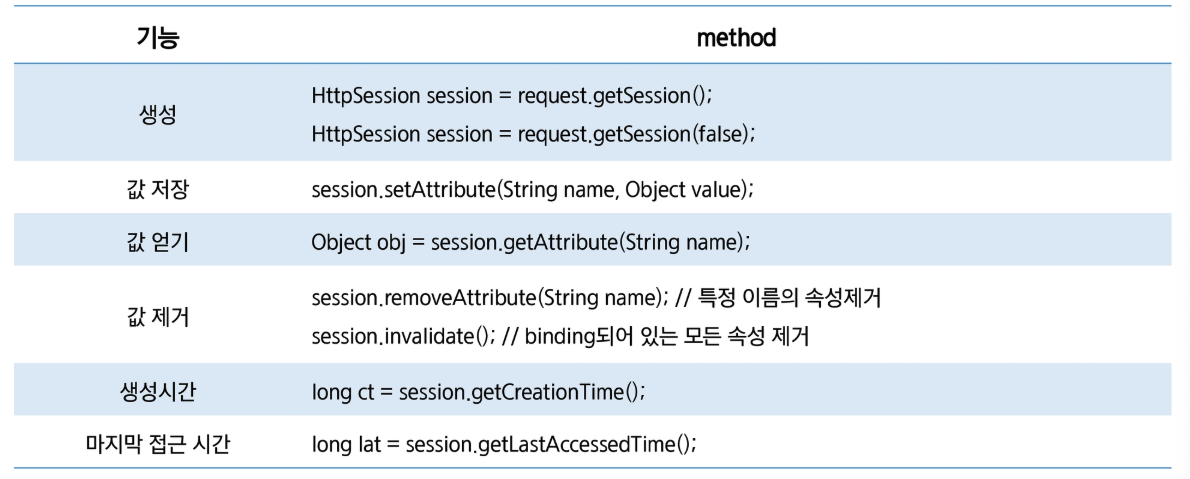 기능 method
생성
HttpSession session = request.getSession();
HttpSession session = request.getSession(false);
값 저장 session.setAttribute(String name, Object value);
값 얻기 Object obj = session.getAttribute(String name);
값 제거
session.removeAttribute(String name); // 특정 이름의 속성제거
session.invalidate(); // binding되어 있는 모든 속성 제거
생성시간 long ct = session.getCreationTime();
마지막 접근 시간 long lat = session.getLastAccessedTime();